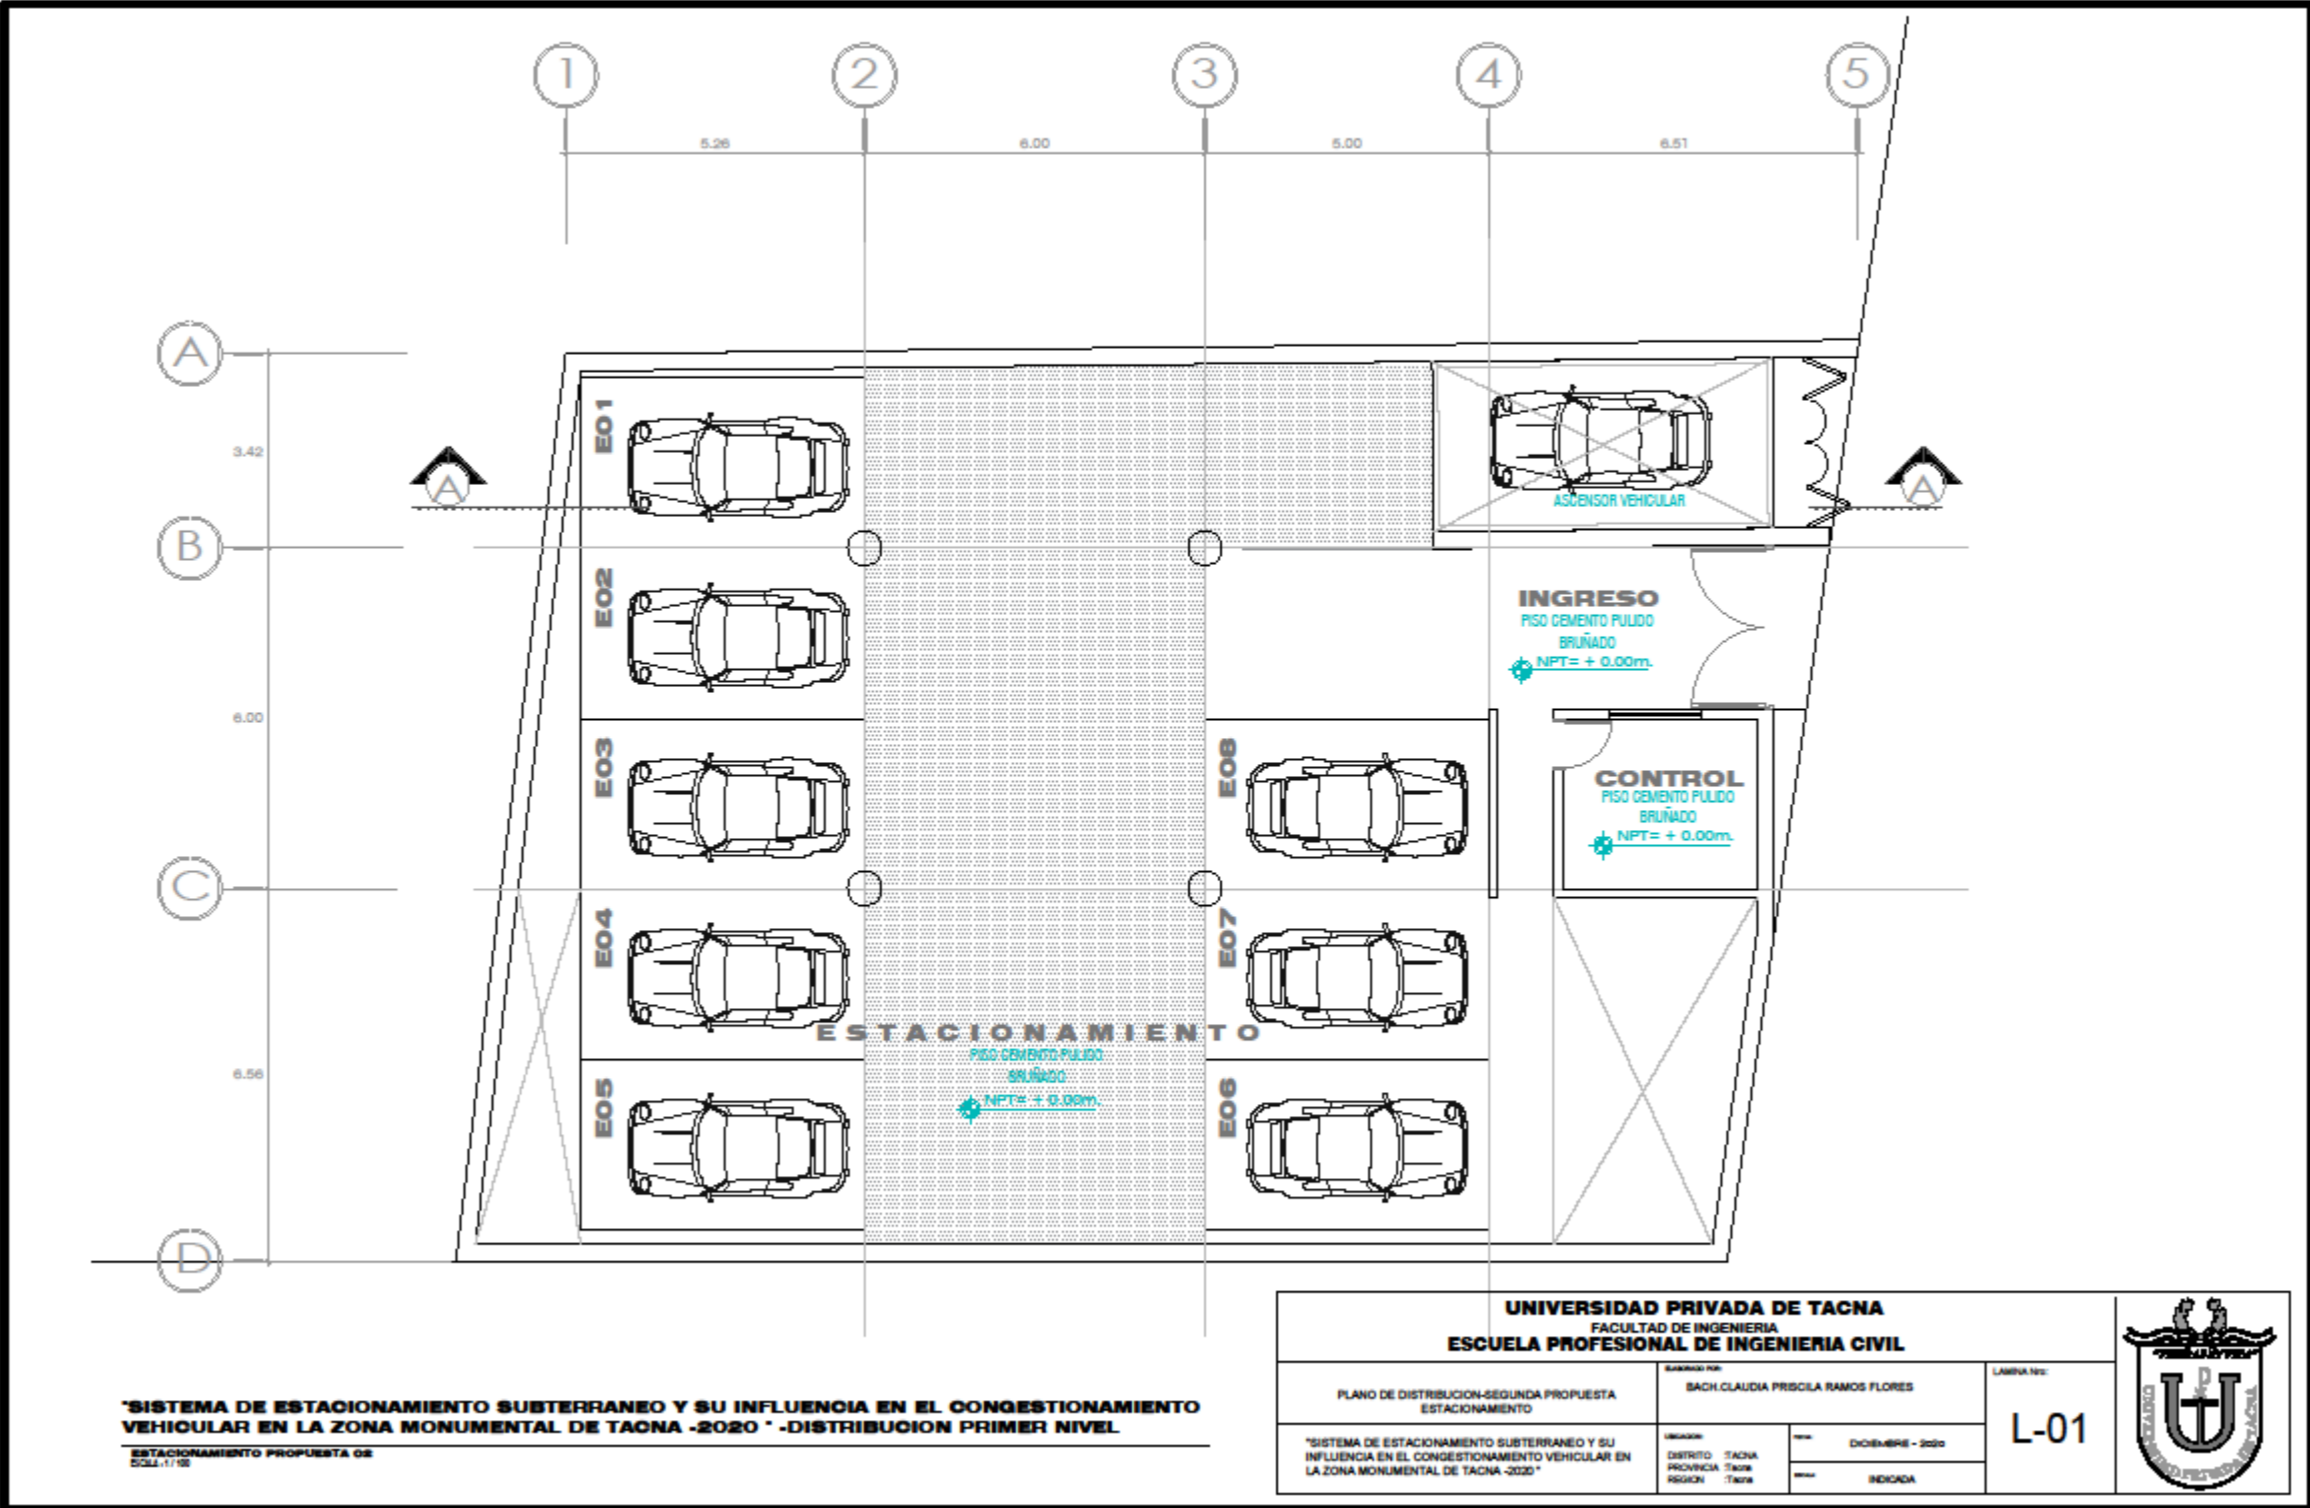 1
2
3
4
5
5.26
6.00
5.00
6.51
A
B
C
D
3.42
6.00
6.56
A
A
E01
E02
E03
E04
E05
E08
E07
E06
ASCENSOR VEHICULAR
INGRESO
PISO CEMENTO PULIDO
BRUÑADO
NPT= + 0.00m.
CONTROL
PISO CEMENTO PULIDO
BRUÑADO
NPT= + 0.00m.
ESTACIONAMIENTO
PISO CEMENTO PULIDO
BRUÑADO
NPT= + 0.00m.
"SISTEMA DE ESTACIONAMIENTO SUBTERRANEO Y SU INFLUENCIA EN EL CONGESTIONAMIENTO
VEHICULAR EN LA ZONA MONUMENTAL DE TACNA -2020 " -DISTRIBUCION PRIMER NIVEL
ESTACIONAMIENTO PROPUESTA 02
UNIVERSIDAD PRIVADA DE TACNA
FACULTAD DE INGENIERIA
ESCUELA PROFESIONAL DE INGENIERIA CIVIL
PLANO DE DISTRIBUCION-SEGUNDA PROPUESTA
ESTACIONAMIENTO
"SISTEMA DE ESTACIONAMIENTO SUBTERRANEO Y SU
INFLUENCIA EN EL CONGESTIONAMIENTO VEHICULAR EN
LA ZONA MONUMENTAL DE TACNA -2020 "
ELABORADO POR:
BACH.CLAUDIA PRISCILA RAMOS FLORES
DISTRITO :TACNA
PROVINCIA :Tacna
REGION :Tacna
DICIEMBRE - 2020
INDICADA
LAMINA Nro:
L-01